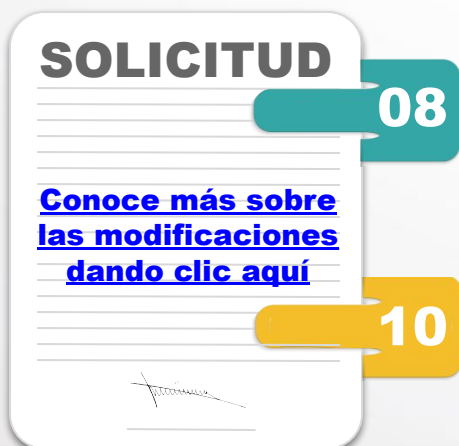 SOLICITUD
08
Conoce más sobre
las modificaciones
dando clic aquí
10